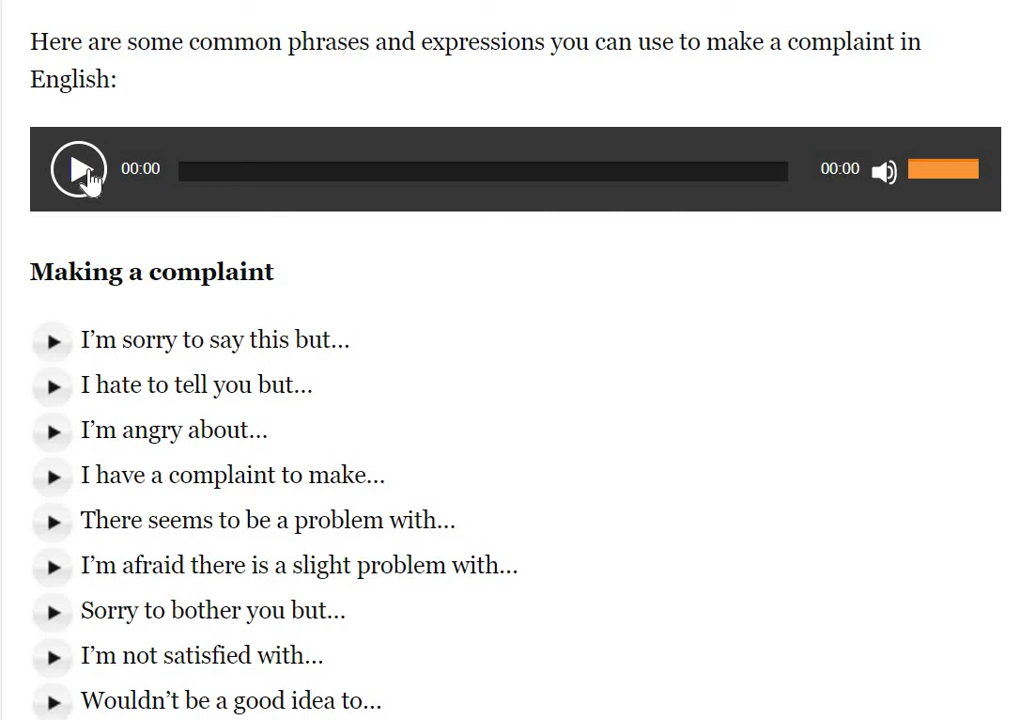 Here are some common phrases and expressions you can use to make a complaint in
English:
00:00 00:00
Making a complaint
I’m sorry to say this but…
I hate to tell you but…
I’m angry about…
I have a complaint to make…
There seems to be a problem with…
I’m afraid there is a slight problem with…
Sorry to bother you but…
I’m not satisfied with…
Wouldn’t be a good idea to…